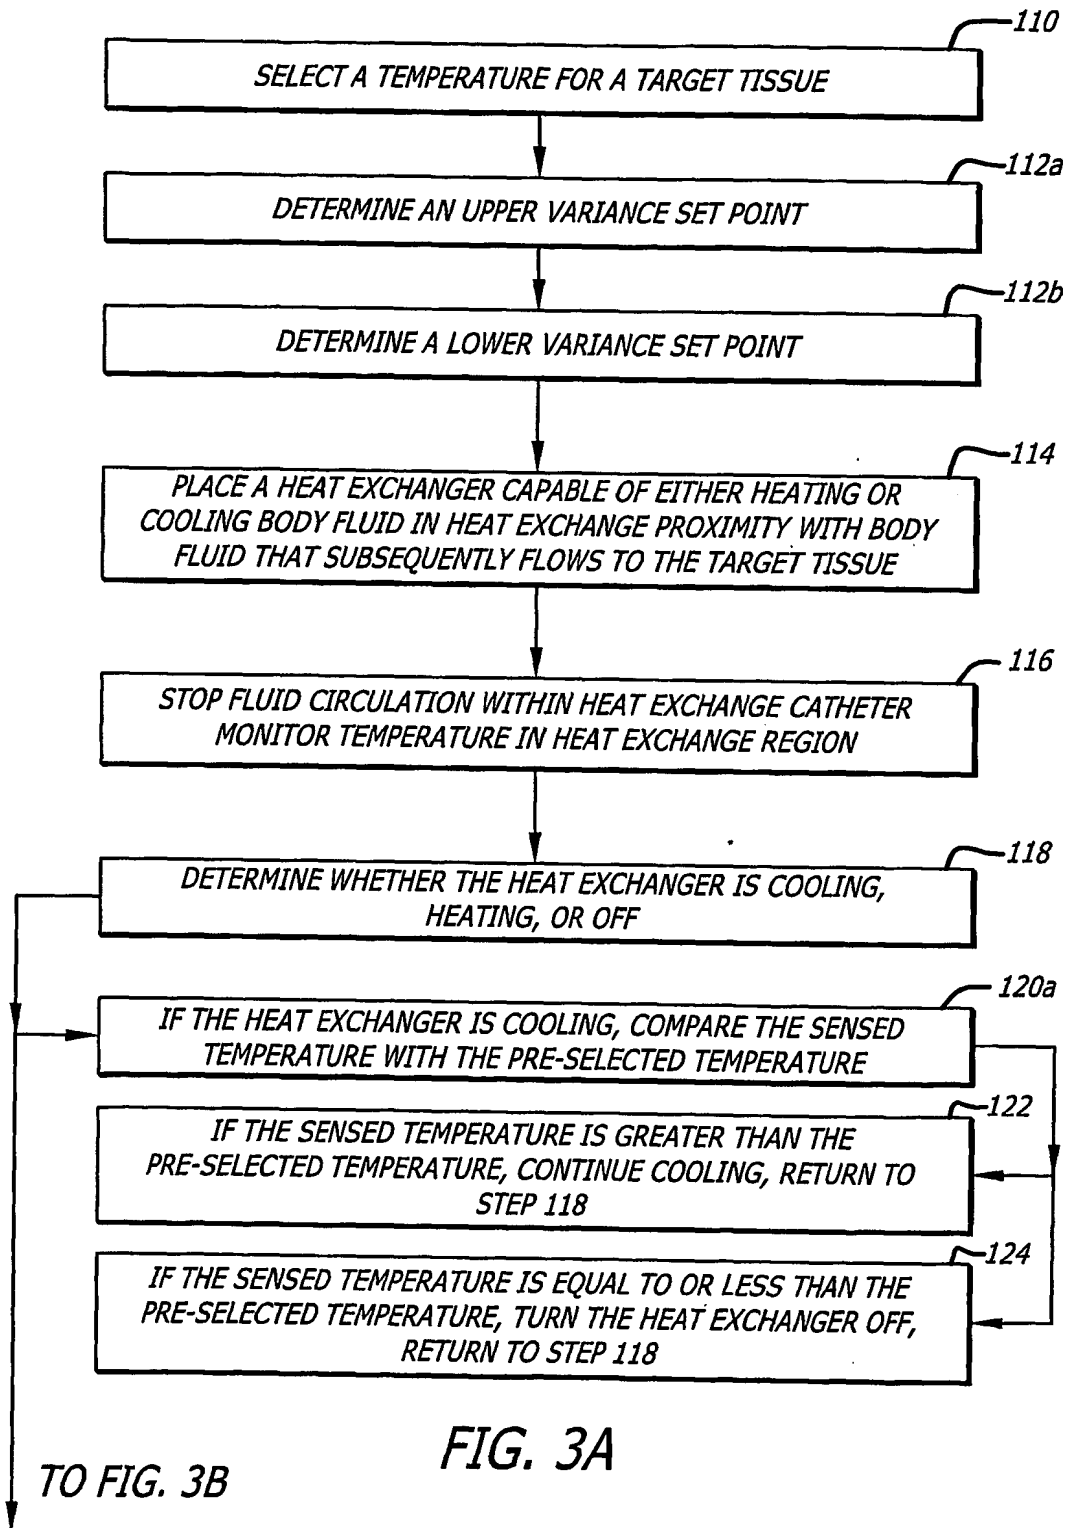 110
SELECT A TEMPERATURE FOR A TARGET TISSUE
112a
DETERMINE AN UPPER VARIANCE SET POINT
112b
DETERMINE A LOWER VARIANCE SET POINT
114
PLACE A HEAT EXCHANGER CAPABLE OF EITHER HEATING OR
COOLING BODY FLUID IN HEAT EXCHANGE PROXIMITY WITH BODY
FLUID THAT SUBSEQUENTLY FLOWS TO THE TARGET TISSUE
116
STOP FLUID CIRCULATION WITHIN HEAT EXCHANGE CATHETER
MONITOR TEMPERATURE IN HEAT EXCHANGE REGION
118
DETERMINE WHETHER THE HEAT EXCHANGER IS COOLING,
HEATING, OR OFF
120a
IF THE HEAT EXCHANGER IS COOLING, COMPARE THE SENSED
TEMPERATURE WITH THE PRE-SELECTED TEMPERATURE
122
IF THE SENSED TEMPERATURE IS GREATER THAN THE
PRE-SELECTED TEMPERATURE, CONTINUE COOLING, RETURN TO
STEP 118
124
IF THE SENSED TEMPERATURE IS EQUAL TO OR LESS THAN THE
PRE-SELECTED TEMPERATURE, TURN THE HEAT EXCHANGER OFF,
RETURN TO STEP 118
FIG. 3A
TO FIG. 3B